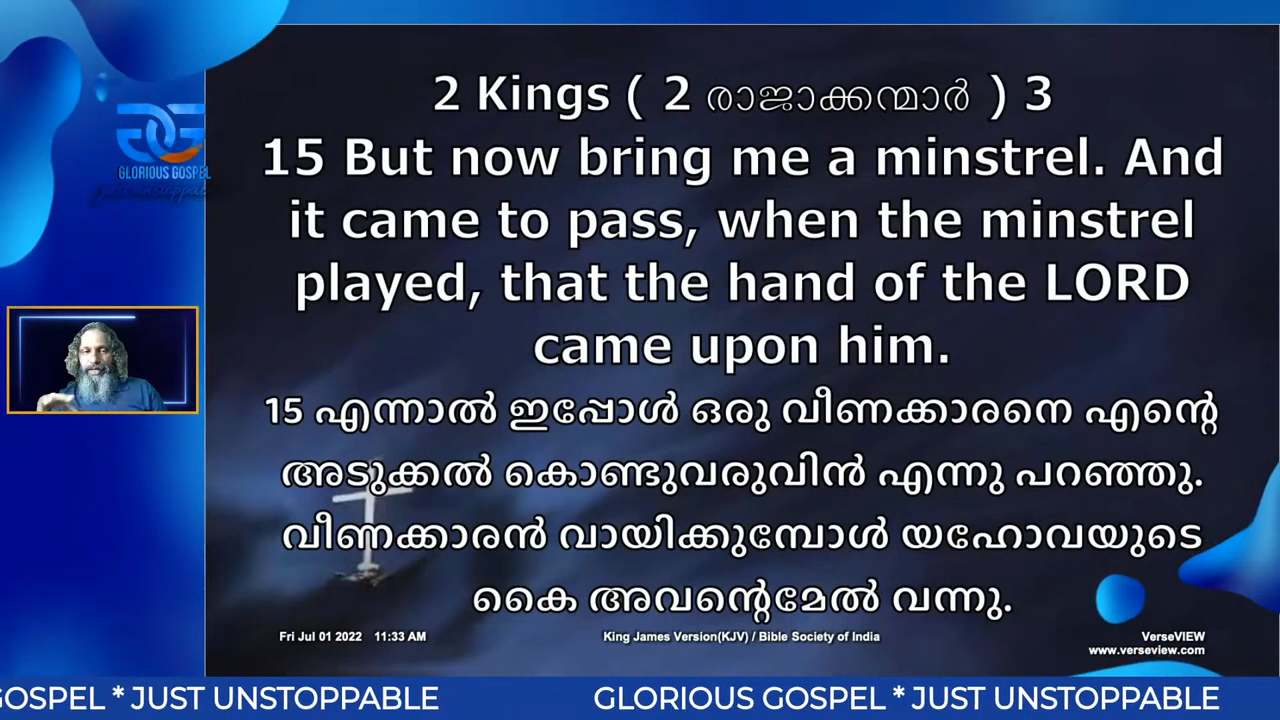 2 Kings ( 2 രാജാക്കന്മാർ ) 3
15 But now bring me a minstrel. And
it came to pass, when the minstrel
played, that the hand of the LORD
came upon him.
15 എന്നാൽ ഇപ്പോൾ ഒരു വീണക്കാരനെ എന്റെ
അടുക്കൽ കൊണ്ടുവരുവിൻ എന്നു പറഞ്ഞു.
വീണക്കാരൻ വായിക്കുമ്പോൾ യഹോവയുടെ
കൈ അവന്റെമേൽ വന്നു.
Fri Jul 01 2022 11:33 AM
King James Version(KJV) / Bible Society of India
VerseVIEW
www.verseview.com
GLORIOUS GOSPEL
JUST UNSTOPPABLE
GOSPEL * JUST UNSTOPPABLE GLORIOUS GOSPEL * JUST UNSTOPPABLE